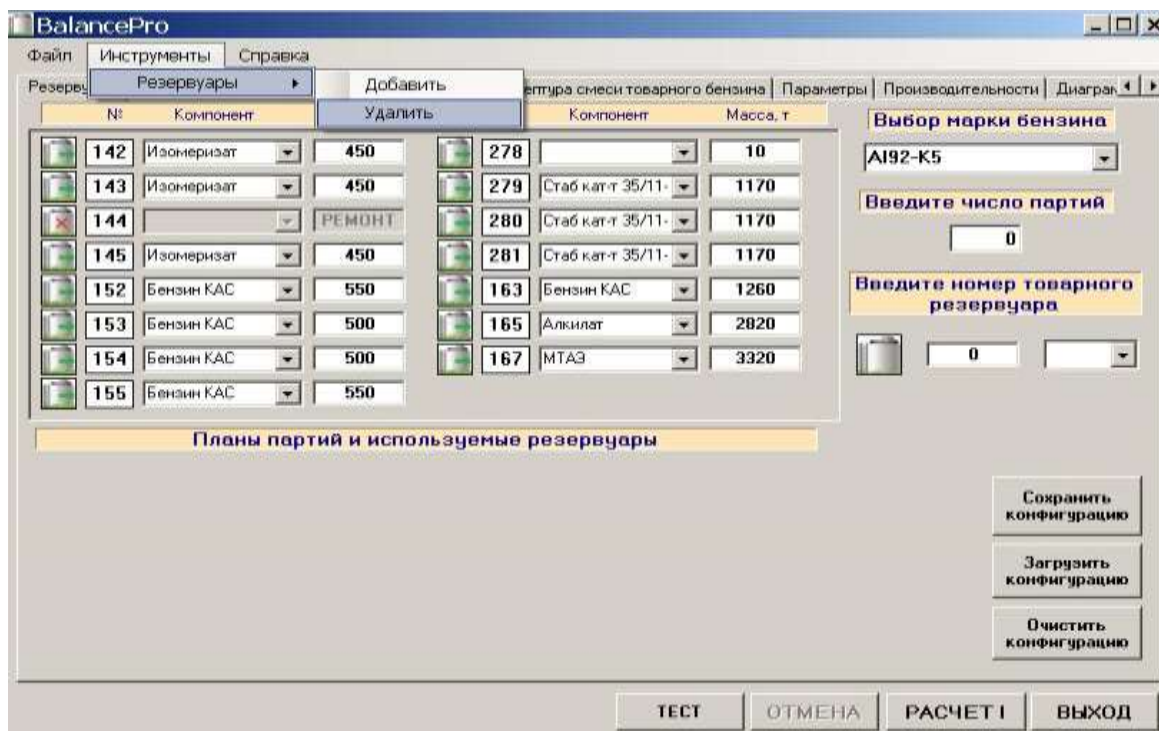 BalancePro
Файл Инструменты Справка
Резервуары Добавить
Удалить
смеси товарного бензина Параметры Производительности
№ Компонент Компонент Масса, т
142 Изомеризат 450 278 10
143 Изомеризат 450 279 Стаб кат-т 35/11- 1170
144 РЕМОНТ 280 Стаб кат-т 35/11- 1170
145 Изомеризат 450 281 Стаб кат-т 35/11- 1170
152 Бензин КАС 550 163 Бензин КАС 1260
153 Бензин КАС 500 165 Алкилат 2820
154 Бензин КАС 500 167 МТАЭ 3320
155 Бензин КАС 550
Выбор марки бензина
AI92-K5
Введите число партий
0
Введите номер товарного
резервуара
0
Планы партий и используемые резервуары
Сохранить
конфигурацию
Загрузить
конфигурацию
Очистить
конфигурацию
ТЕСТ ОТМЕНА РАСЧЕТ I ВЫХОД